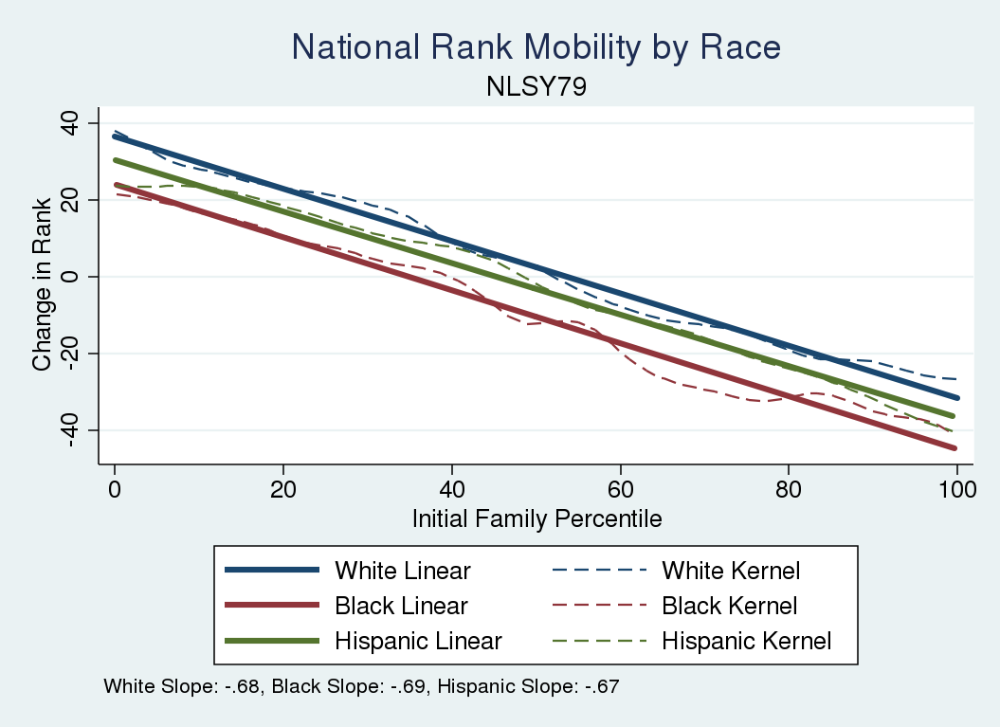 National Rank Mobility by Race
NLSY79
Change in Rank
40
20
0
-20
-40
0 20 40 60 80 100
Initial Family Percentile
White Linear White Kernel
Black Linear Black Kernel
Hispanic Linear Hispanic Kernel
White Slope: -.68, Black Slope: -.69, Hispanic Slope: -.67